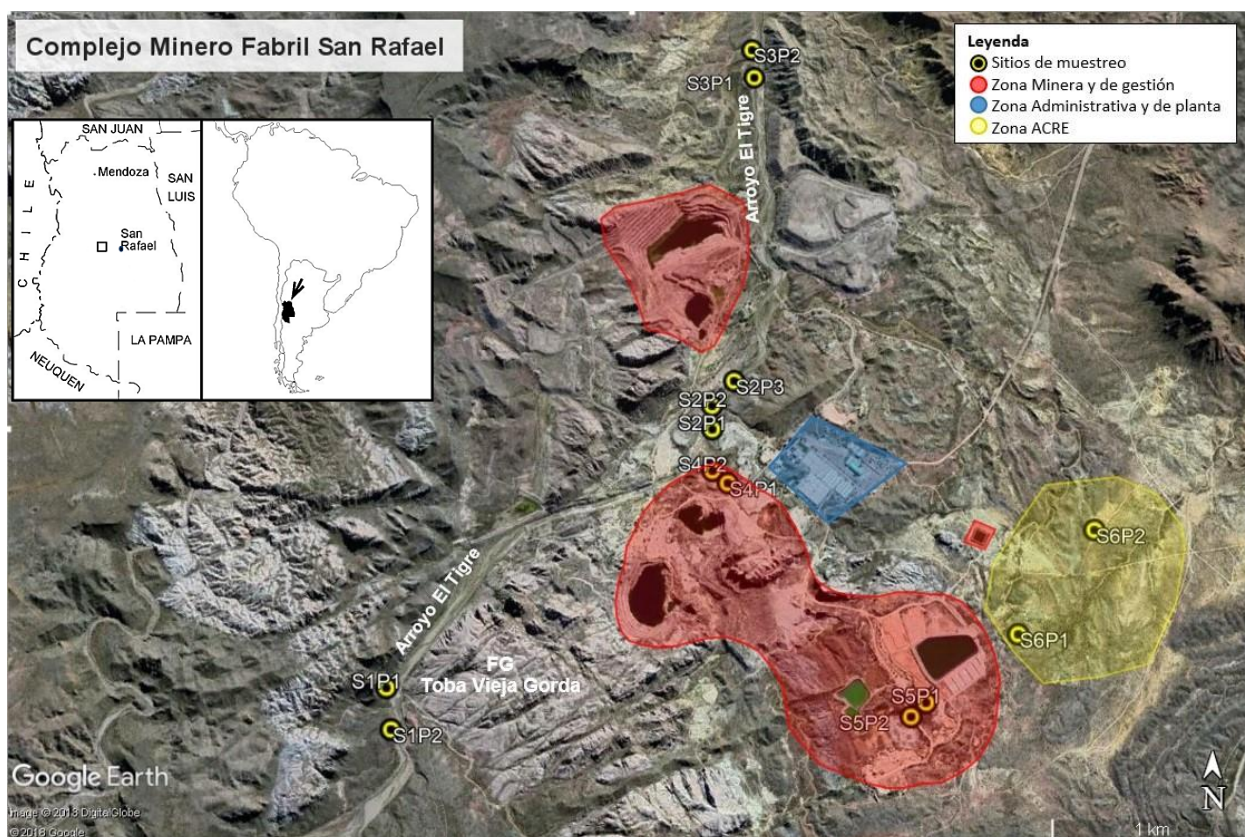 Complejo Minero Fabril San Rafael
Leyenda
Sitios de muestreo
Zona Minera y de gestión
Zona Administrativa y de planta
Zona ACRE
SAN JUAN
Mendoza
SAN
LUIS
CHILE
San
Rafael
LA PAMPA
NEUQUEN
S3P2
S3P1
Arroyo El Tigre
S2P3
S2P2
S2P1
S4P2
S4P1
S6P2
S6P1
Arroyo El Tigre
FG
Toba Vieja Gorda
S1P1
S1P2
S5P1
S5P2
Google Earth
Image © 2018 DigitalGlobe
© 2018 Google
N
1 km